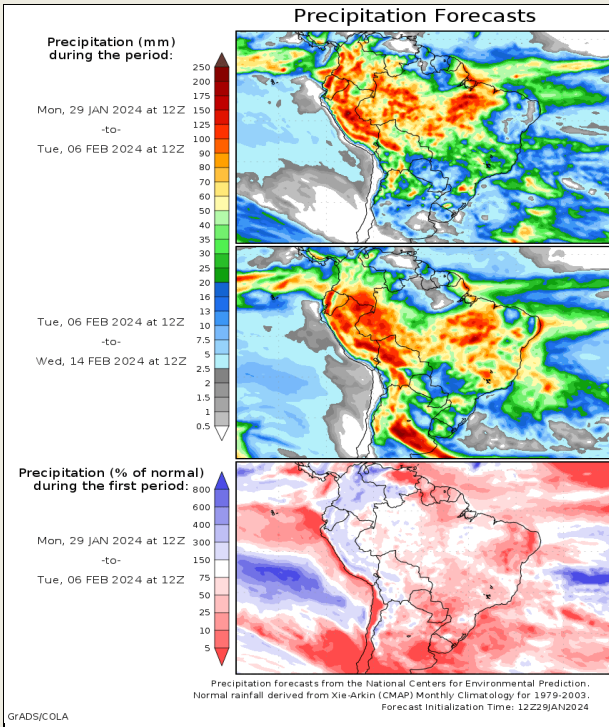 Precipitation Forecasts
Precipitation (mm)
during the period:
Mon, 29 JAN 2024 at 12Z
-to-
Tue, 06 FEB 2024 at 12Z
250
200
175
150
125
100
90
80
70
60
50
40
35
30
25
20
16
13
10
7.5
5
2.5
2
1.5
1
0.5
Tue, 06 FEB 2024 at 12Z
-to-
Wed, 14 FEB 2024 at 12Z
Precipitation (% of normal)
during the first period:
Mon, 29 JAN 2024 at 12Z
-to-
Tue, 06 FEB 2024 at 12Z
800
600
400
300
150
75
50
25
10
5
Precipitation forecasts from the National Centers for Environmental Prediction.
Normal rainfall derived from Xie-Arkin (CMAP) Monthly Climatology for 1979-2003.
Forecast Initialization Time: 12Z29JAN2024
GrADS/COLA